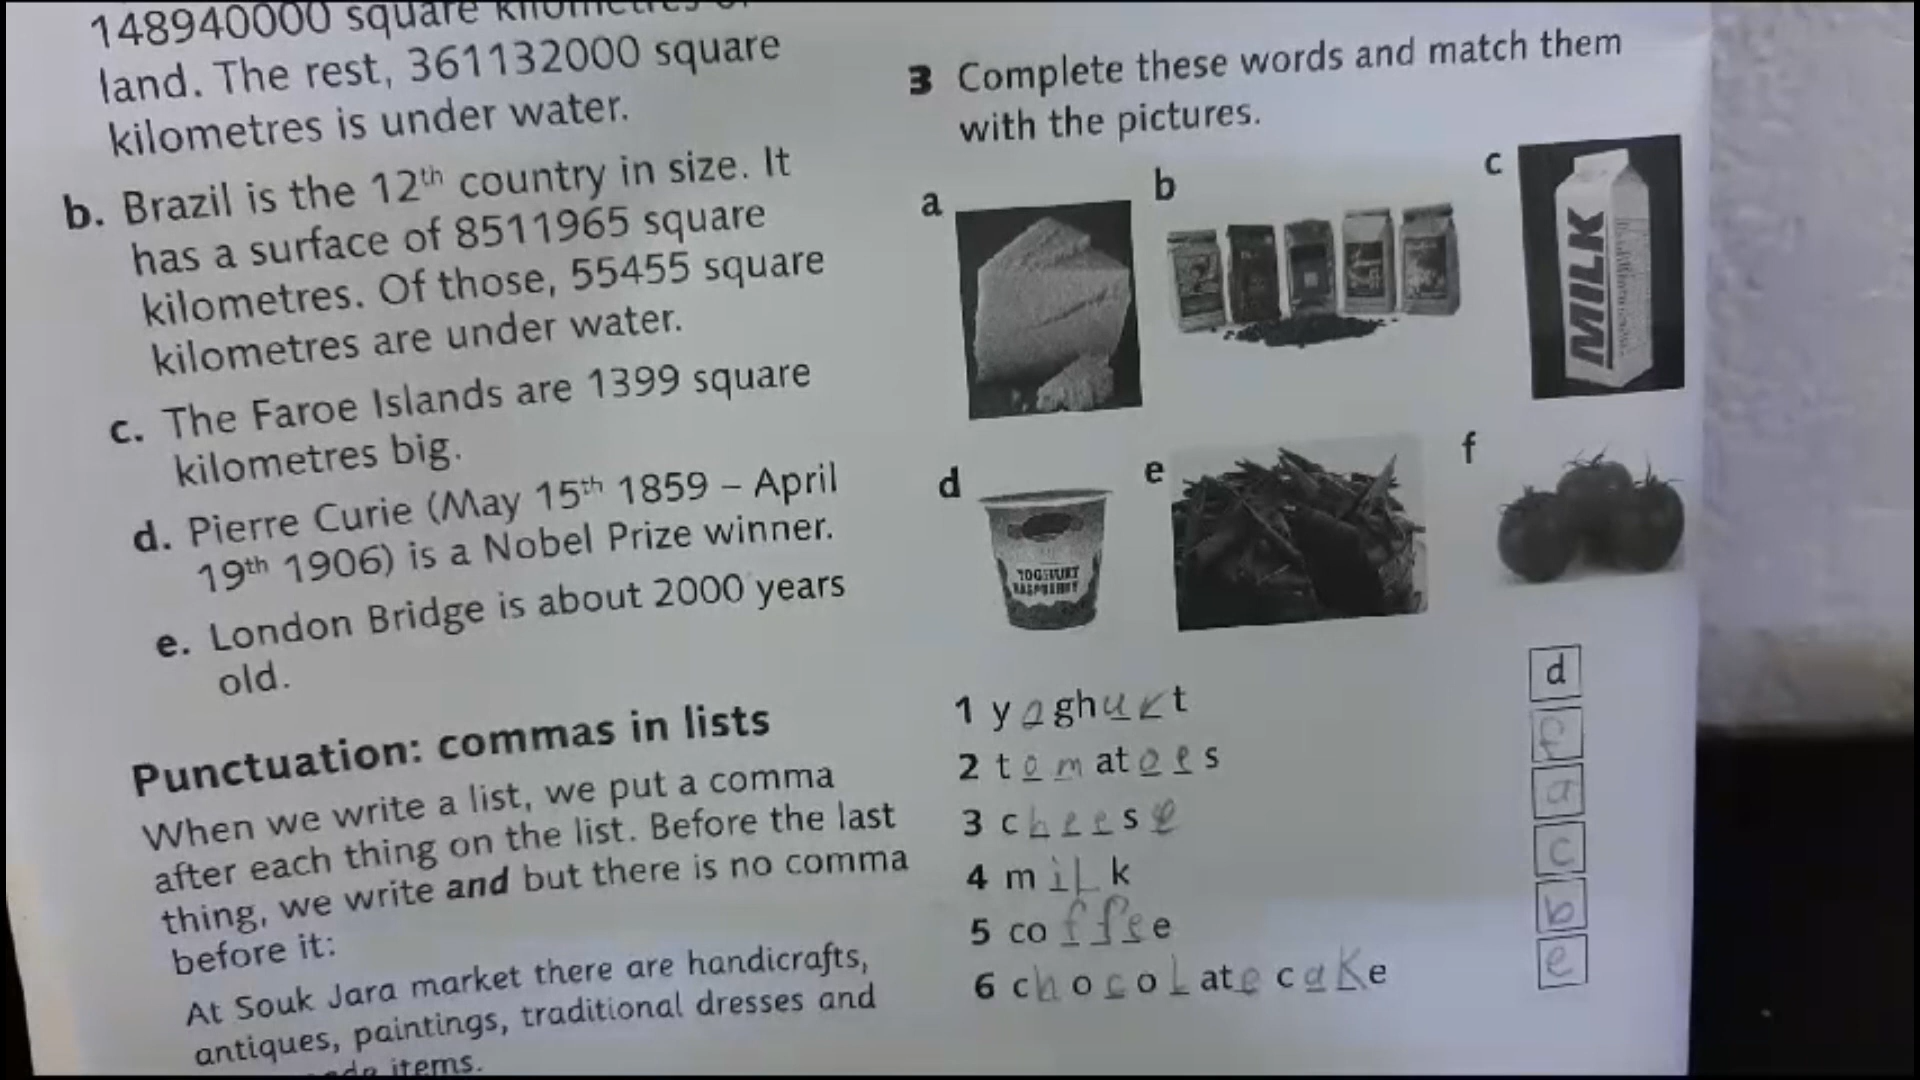 148940000 square kilometres of
land. The rest, 361132000 square
kilometres is under water.
b. Brazil is the 12th country in size. It
has a surface of 8511965 square
kilometres. Of those, 55455 square
kilometres are under water.
c. The Faroe Islands are 1399 square
kilometres big.
d. Pierre Curie (May 15th 1859 – April
19th 1906) is a Nobel Prize winner.
e. London Bridge is about 2000 years
old.
Punctuation: commas in lists
When we write a list, we put a comma
after each thing on the list. Before the last
thing, we write and but there is no comma
before it:
At Souk Jara market there are handicrafts,
antiques, paintings, traditional dresses and
items.
3 Complete these words and match them
with the pictures.
a
b
c
MILK
d
YOGHURT
RASPBERRY
e
f
1 yoghurt d
2 tomatoes f
3 cheese a
4 milk c
5 coffee b
6 chocolate cake e